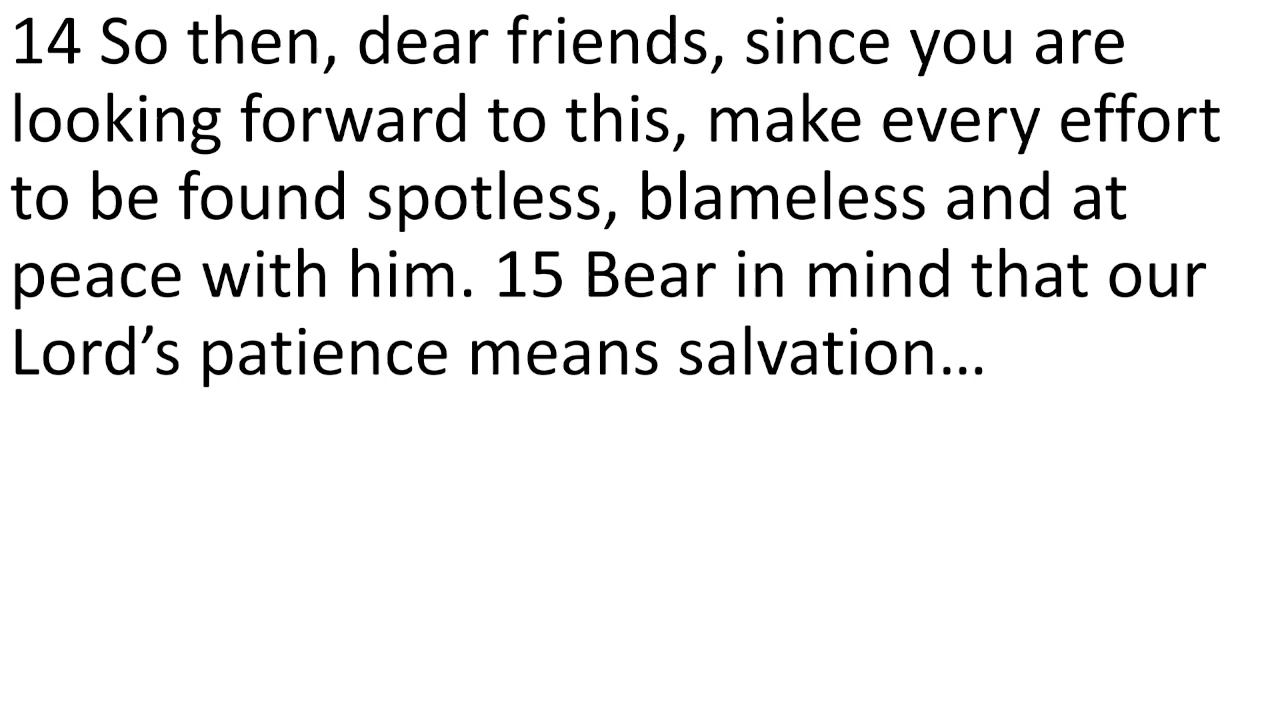 14 So then, dear friends, since you are
looking forward to this, make every effort
to be found spotless, blameless and at
peace with him. 15 Bear in mind that our
Lord’s patience means salvation…